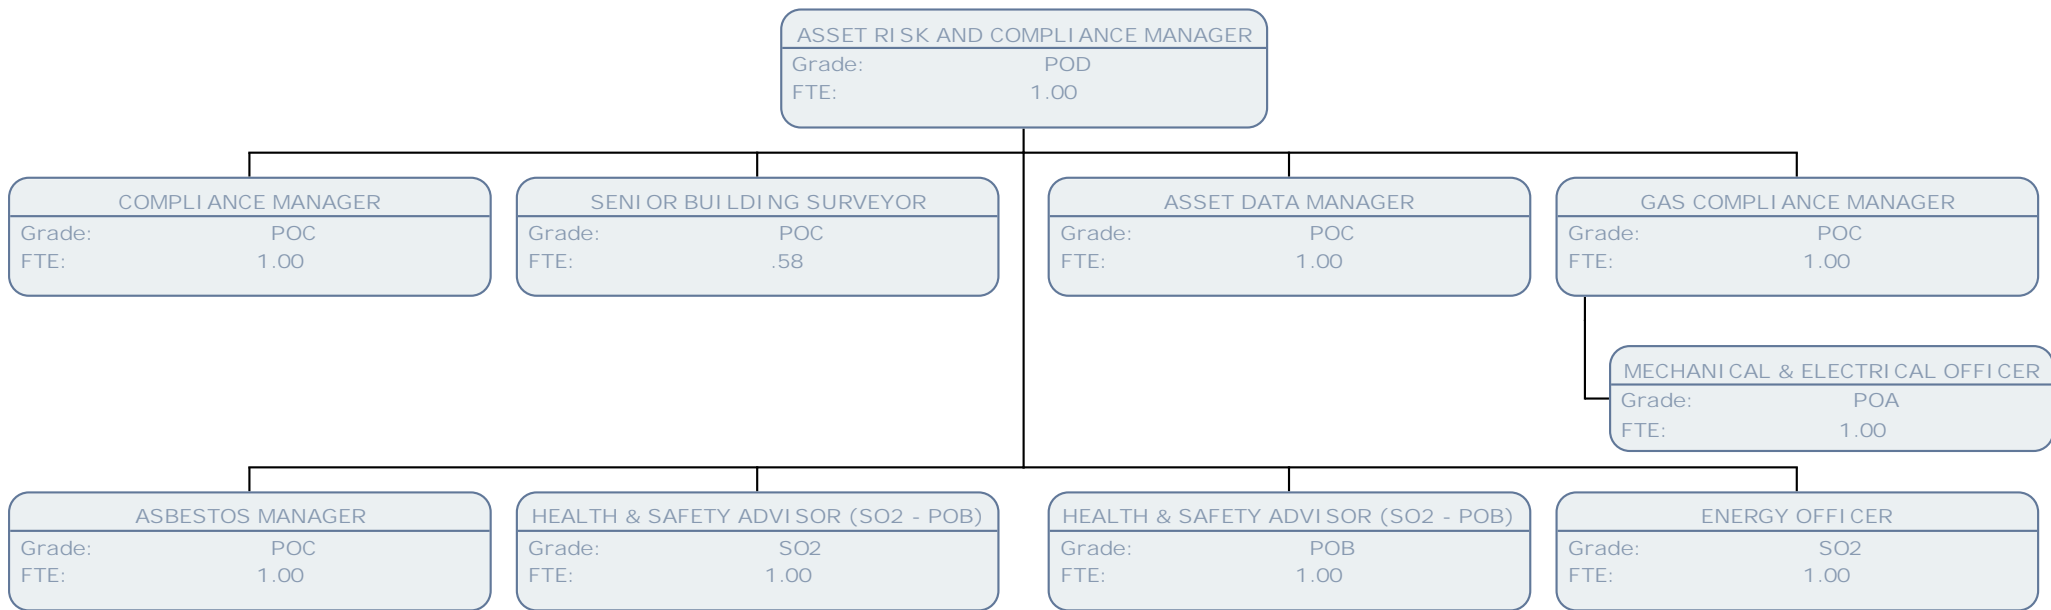 ASSET RISK AND COMPLIANCE MANAGER
Grade: POD
FTE: 1.00
COMPLIANCE MANAGER
Grade: POC
FTE: 1.00
SENIOR BUILDING SURVEYOR
Grade: POC
FTE: .58
ASSET DATA MANAGER
Grade: POC
FTE: 1.00
GAS COMPLIANCE MANAGER
Grade: POC
FTE: 1.00
MECHANICAL & ELECTRICAL OFFICER
Grade: POA
FTE: 1.00
ASBESTOS MANAGER
Grade: POC
FTE: 1.00
HEALTH & SAFETY ADVISOR (SO2 - POB)
Grade: SO2
FTE: 1.00
HEALTH & SAFETY ADVISOR (SO2 - POB)
Grade: POB
FTE: 1.00
ENERGY OFFICER
Grade: SO2
FTE: 1.00